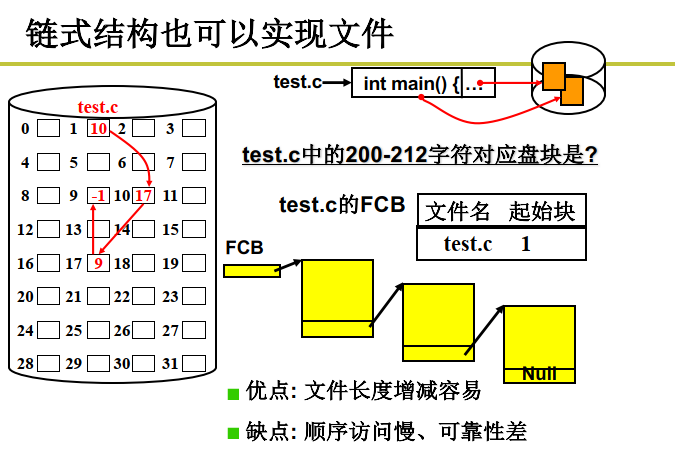 链式结构也可以实现文件
test.c
int main() { …
test.c
0 1 10 2 3
4 5 6 7
8 9 -1 10 17 11
12 13 14 15
16 17 9 18 19
20 21 22 23
24 25 26 27
28 29 30 31
test.c中的200-212字符对应盘块是?
test.c的FCB
文件名 起始块
test.c 1
FCB
Null
优点: 文件长度增减容易
缺点: 顺序访问慢、可靠性差